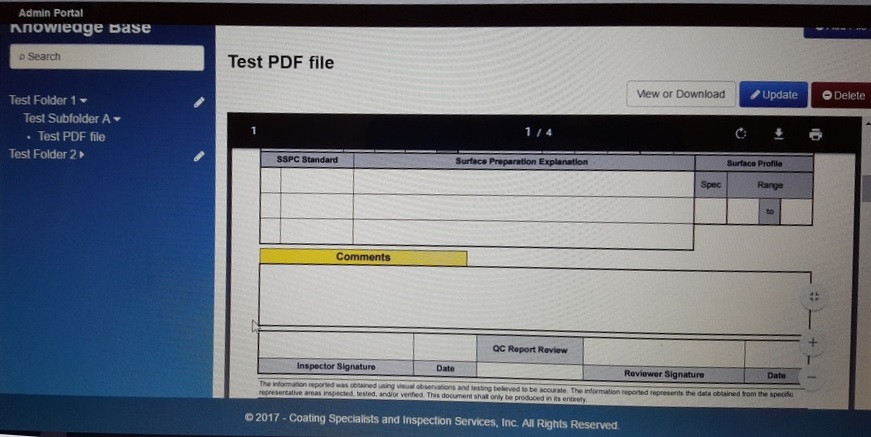 Admin Portal
Knowledge Base
Search
Test PDF file
View or Download
Update
Delete
Test Folder 1
Test Subfolder A
• Test PDF file
Test Folder 2
1
1 / 4
SSPC Standard
Surface Preparation Explanation
Surface Profile
Spec
Range
to
Comments
QC Report Review
Inspector Signature
Date
Reviewer Signature
Date
The information reported was obtained using visual observations and testing believed to be accurate. The information reported represents the data obtained from the specific
representative areas inspected, tested, and/or verified. This document shall only be produced in its entirety.
© 2017 - Coating Specialists and Inspection Services, Inc. All Rights Reserved.